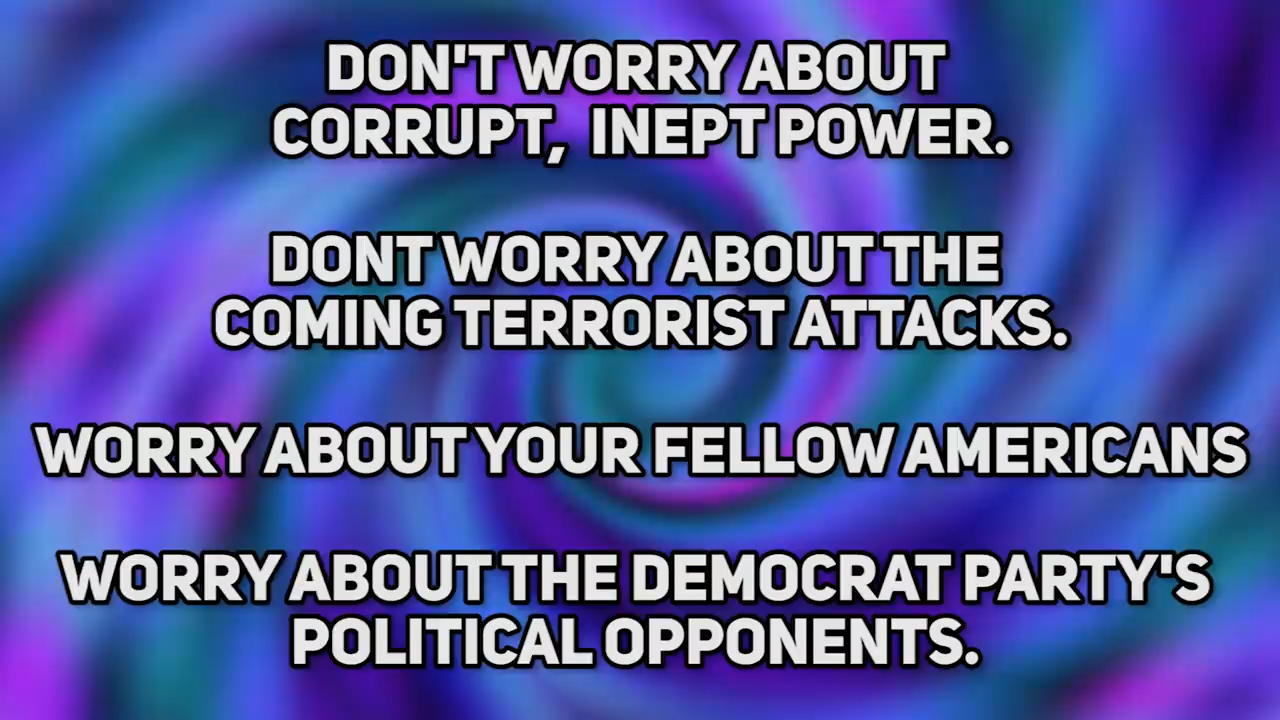 DON'T WORRY ABOUT
CORRUPT, INEPT POWER.
DONT WORRY ABOUT THE
COMING TERRORIST ATTACKS.
WORRY ABOUT YOUR FELLOW AMERICANS
WORRY ABOUT THE DEMOCRAT PARTY'S
POLITICAL OPPONENTS.